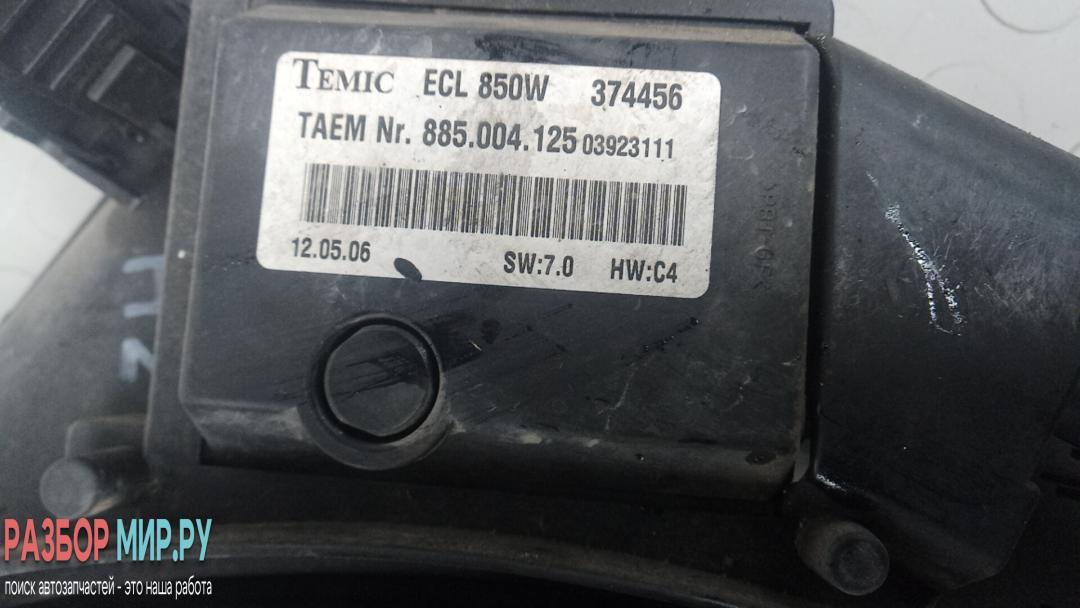 TEMIC ECL 850W 374456
TAEM Nr. 885.004.125 03923111
12.05.06 SW:7.0 HW:C4
РАЗБОР МИР.РУ
поиск автозапчастей - это наша работа